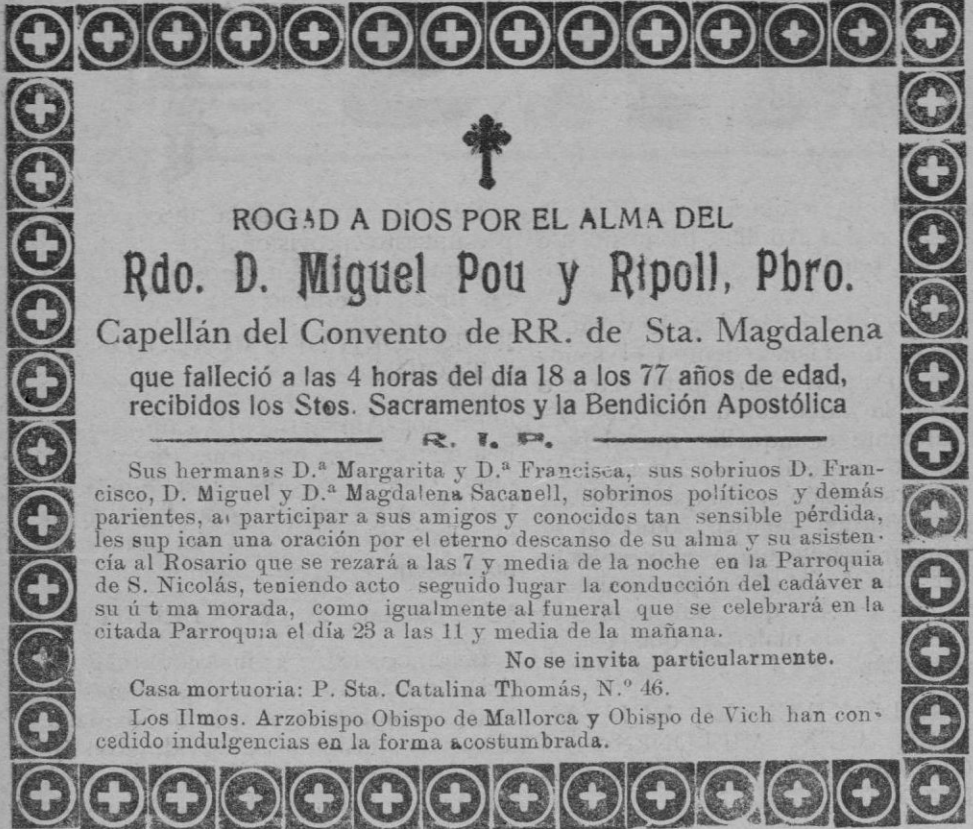 ROGAD A DIOS POR EL ALMA DEL
Rdo. D. Miguel Pou y Ripoll, Pbro.
Capellán del Convento de RR. de Sta. Magdalena
que falleció a las 4 horas del día 18 a los 77 años de edad,
recibidos los Stos. Sacramentos y la Bendición Apostólica
R. I. P.
Sus hermanas D.ª Margarita y D.ª Francisca, sus sobrinos D. Fran-
cisco, D. Miguel y D.ª Magdalena Sacanell, sobrinos políticos y demás
parientes, al participar a sus amigos y conocidos tan sensible pérdida,
les sup ican una oración por el eterno descanso de su alma y su asisten-
cía al Rosario que se rezará a las 7 y media de la noche en la Parroquia
de S. Nicolás, teniendo acto seguido lugar la conducción del cadáver a
su ú t ma morada, como igualmente al funeral que se celebrará en la
citada Parroquia el día 23 a las 11 y media de la mañana.
No se invita particularmente.
Casa mortuoria: P. Sta. Catalina Thomás, N.º 46.
Los Ilmos. Arzobispo Obispo de Mallorca y Obispo de Vich han con-
cedido indulgencias en la forma acostumbrada.